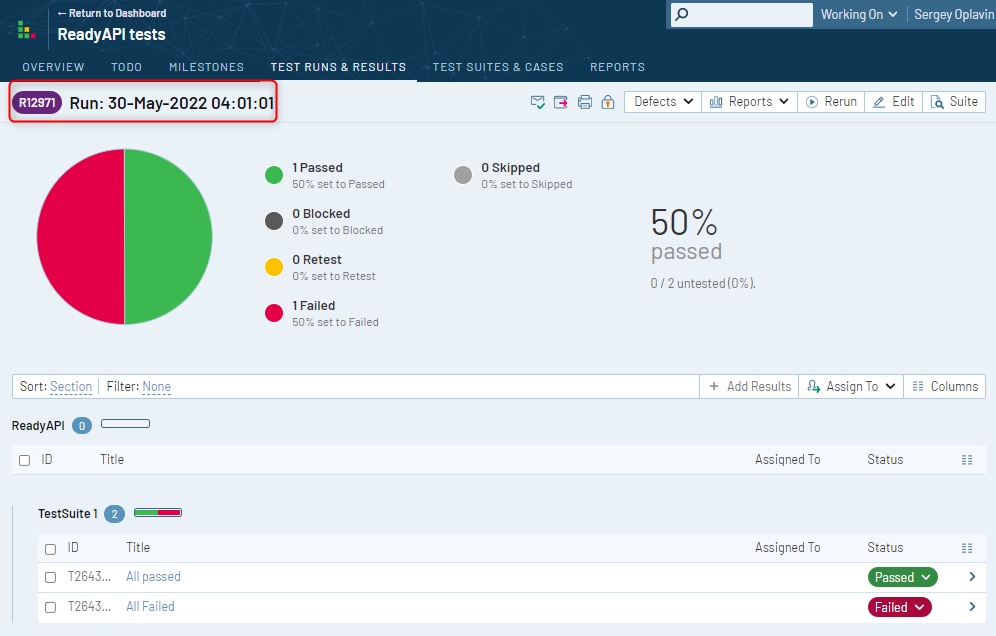 ← Return to Dashboard
ReadyAPI tests
Working On
Sergey Oplavin
OVERVIEW TODO MILESTONES TEST RUNS & RESULTS TEST SUITES & CASES REPORTS
R12971 Run: 30-May-2022 04:01:01
Defects Reports Rerun Edit Suite
1 Passed
50% set to Passed
0 Blocked
0% set to Blocked
0 Retest
0% set to Retest
1 Failed
50% set to Failed
0 Skipped
0% set to Skipped
50%
passed
0 / 2 untested (0%).
Sort: Section Filter: None + Add Results Assign To Columns
ReadyAPI 0
ID Title Assigned To Status
TestSuite 1 2
ID Title Assigned To Status
T2643... All passed Passed
T2643... All Failed Failed